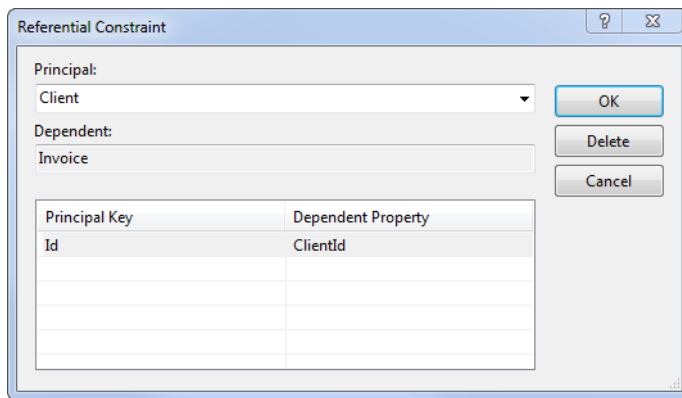 Referential Constraint
Principal:
Client
OK
Dependent:
Delete
Invoice
Cancel
Principal Key Dependent Property
Id ClientId